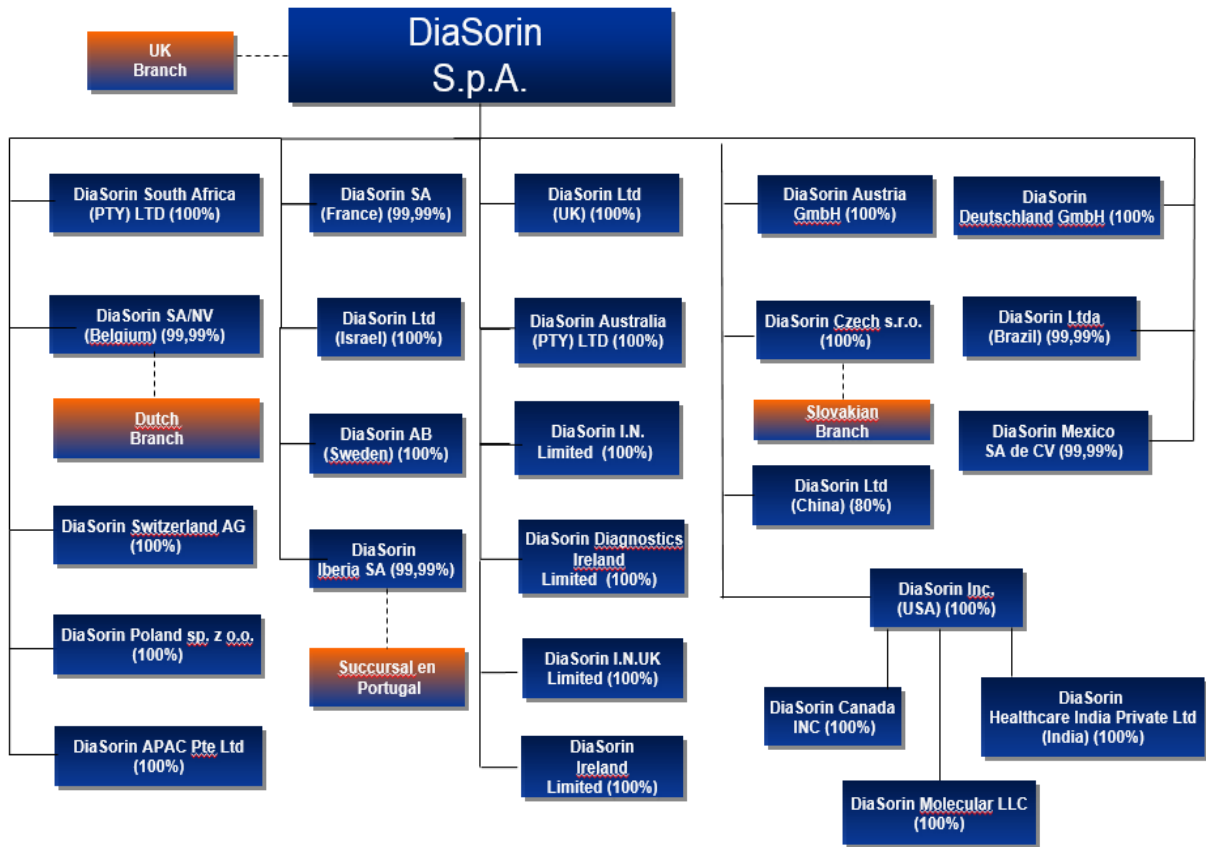 DiaSorin
S.p.A.
UK
Branch
DiaSorin South Africa
(PTY) LTD (100%)
DiaSorin SA/NV
(Belgium) (99,99%)
Dutch
Branch
DiaSorin Switzerland AG
(100%)
DiaSorin Poland sp. z o.o.
(100%)
DiaSorin APAC Pte Ltd
(100%)
DiaSorin SA
(France) (99,99%)
DiaSorin Ltd
(Israel) (100%)
DiaSorin AB
(Sweden) (100%)
DiaSorin
Iberia SA (99,99%)
Succursal en
Portugal
DiaSorin Ltd
(UK) (100%)
DiaSorin Australia
(PTY) LTD (100%)
DiaSorin I.N.
Limited (100%)
DiaSorin Diagnostics
Ireland
Limited (100%)
DiaSorin I.N.UK
Limited (100%)
DiaSorin
Ireland
Limited (100%)
DiaSorin Austria
GmbH (100%)
DiaSorin Czech s.r.o.
(100%)
Slovakian
Branch
DiaSorin Ltd
(China) (80%)
DiaSorin
Deutschland GmbH (100%
DiaSorin Ltda
(Brazil) (99,99%)
DiaSorin Mexico
SA de CV (99,99%)
DiaSorin Inc.
(USA) (100%)
DiaSorin Canada
INC (100%)
DiaSorin
Healthcare India Private Ltd
(India) (100%)
DiaSorin Molecular LLC
(100%)